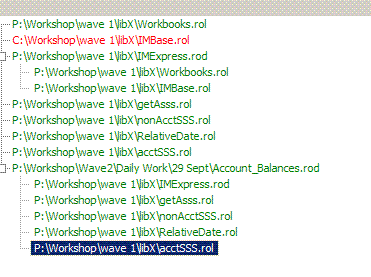 P:\Workshop\wave 1\libX\Workbooks.rol
C:\Workshop\wave 1\libX\IMBase.rol
P:\Workshop\wave 1\libX\IMExpress.rod
P:\Workshop\wave 1\libX\Workbooks.rol
P:\Workshop\wave 1\libX\IMBase.rol
P:\Workshop\wave 1\libX\getAsss.rol
P:\Workshop\wave 1\libX\nonAcctSSS.rol
P:\Workshop\wave 1\libX\RelativeDate.rol
P:\Workshop\wave 1\libX\acctSSS.rol
P:\Workshop\Wave2\Daily Work\29 Sept\Account_Balances.rod
P:\Workshop\wave 1\libX\IMExpress.rod
P:\Workshop\wave 1\libX\getAsss.rol
P:\Workshop\wave 1\libX\nonAcctSSS.rol
P:\Workshop\wave 1\libX\RelativeDate.rol
P:\Workshop\wave 1\libX\acctSSS.rol